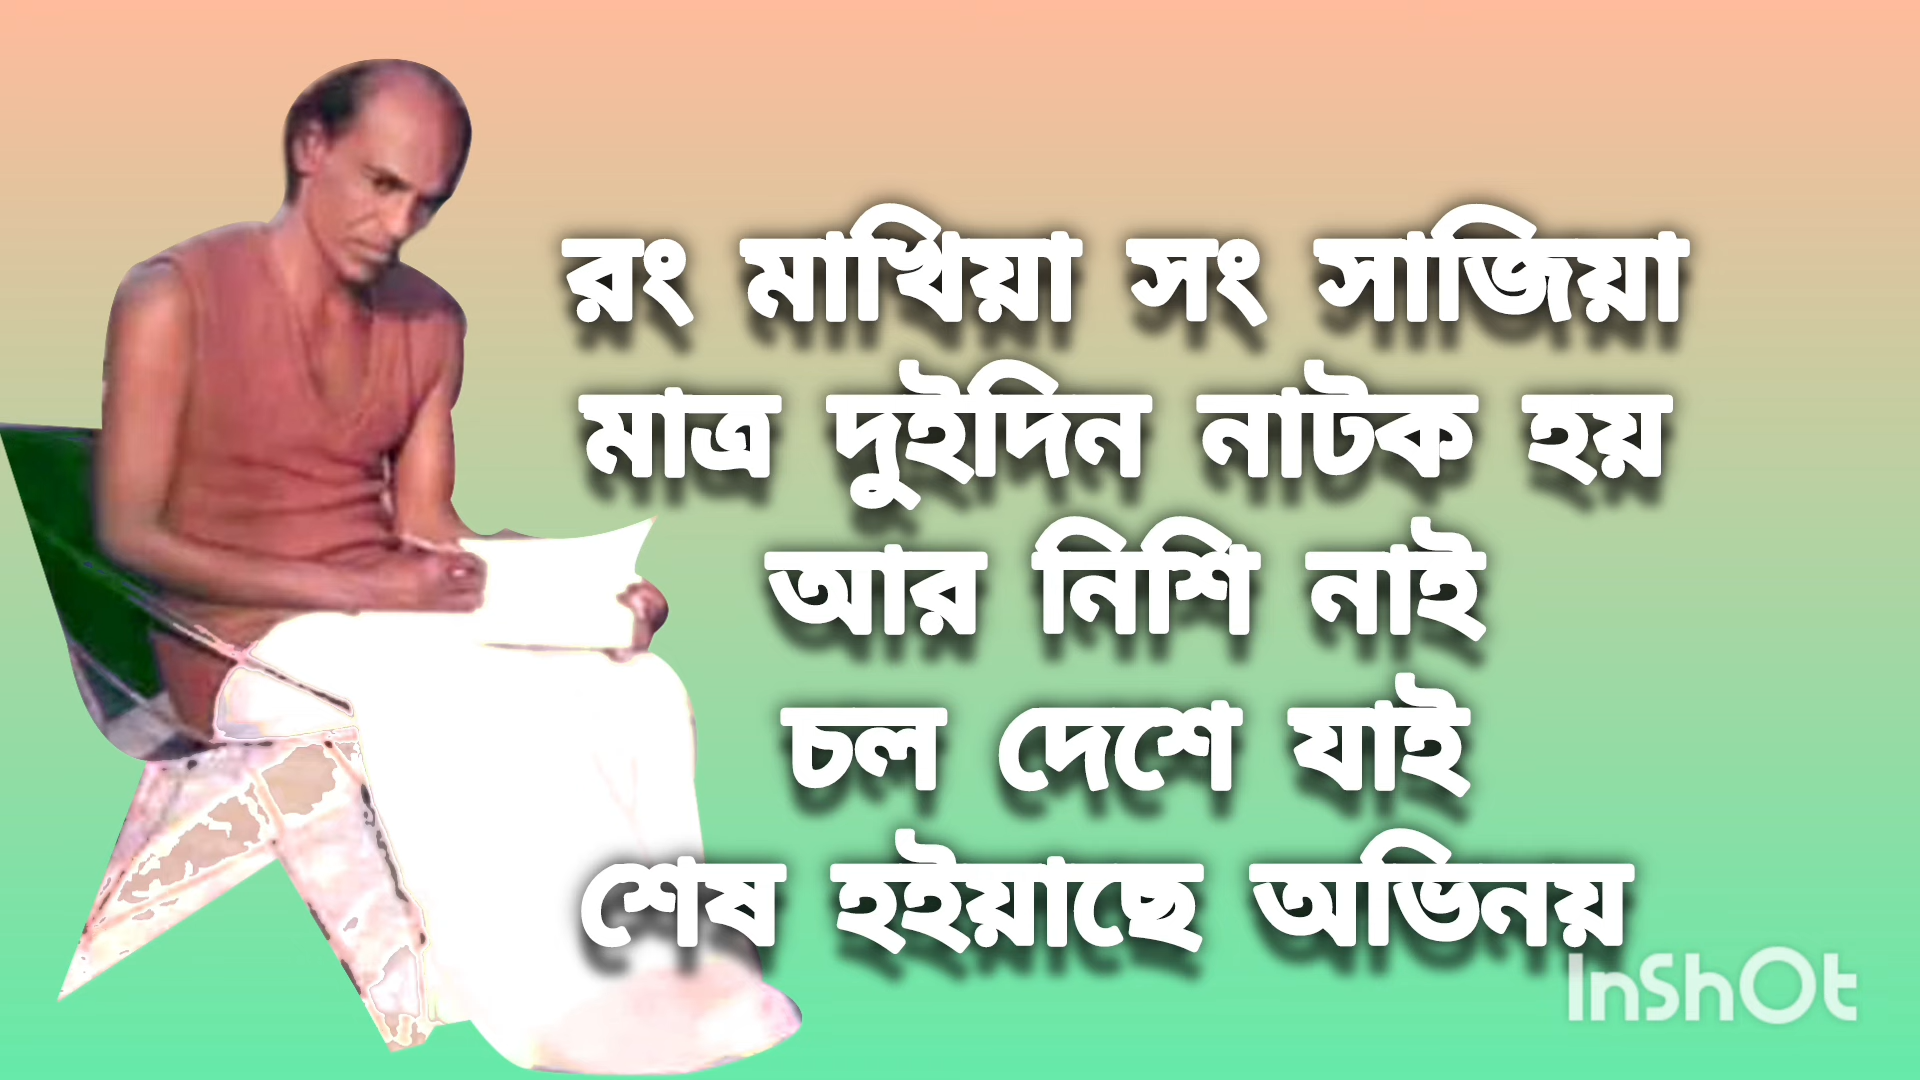 রং মাখিয়া সং সাজিয়া
মাত্র দুইদিন নাটক হয়
আর নিশি নাই
চল দেশে যাই
শেষ হইয়াছে অভিনয়
InShOt